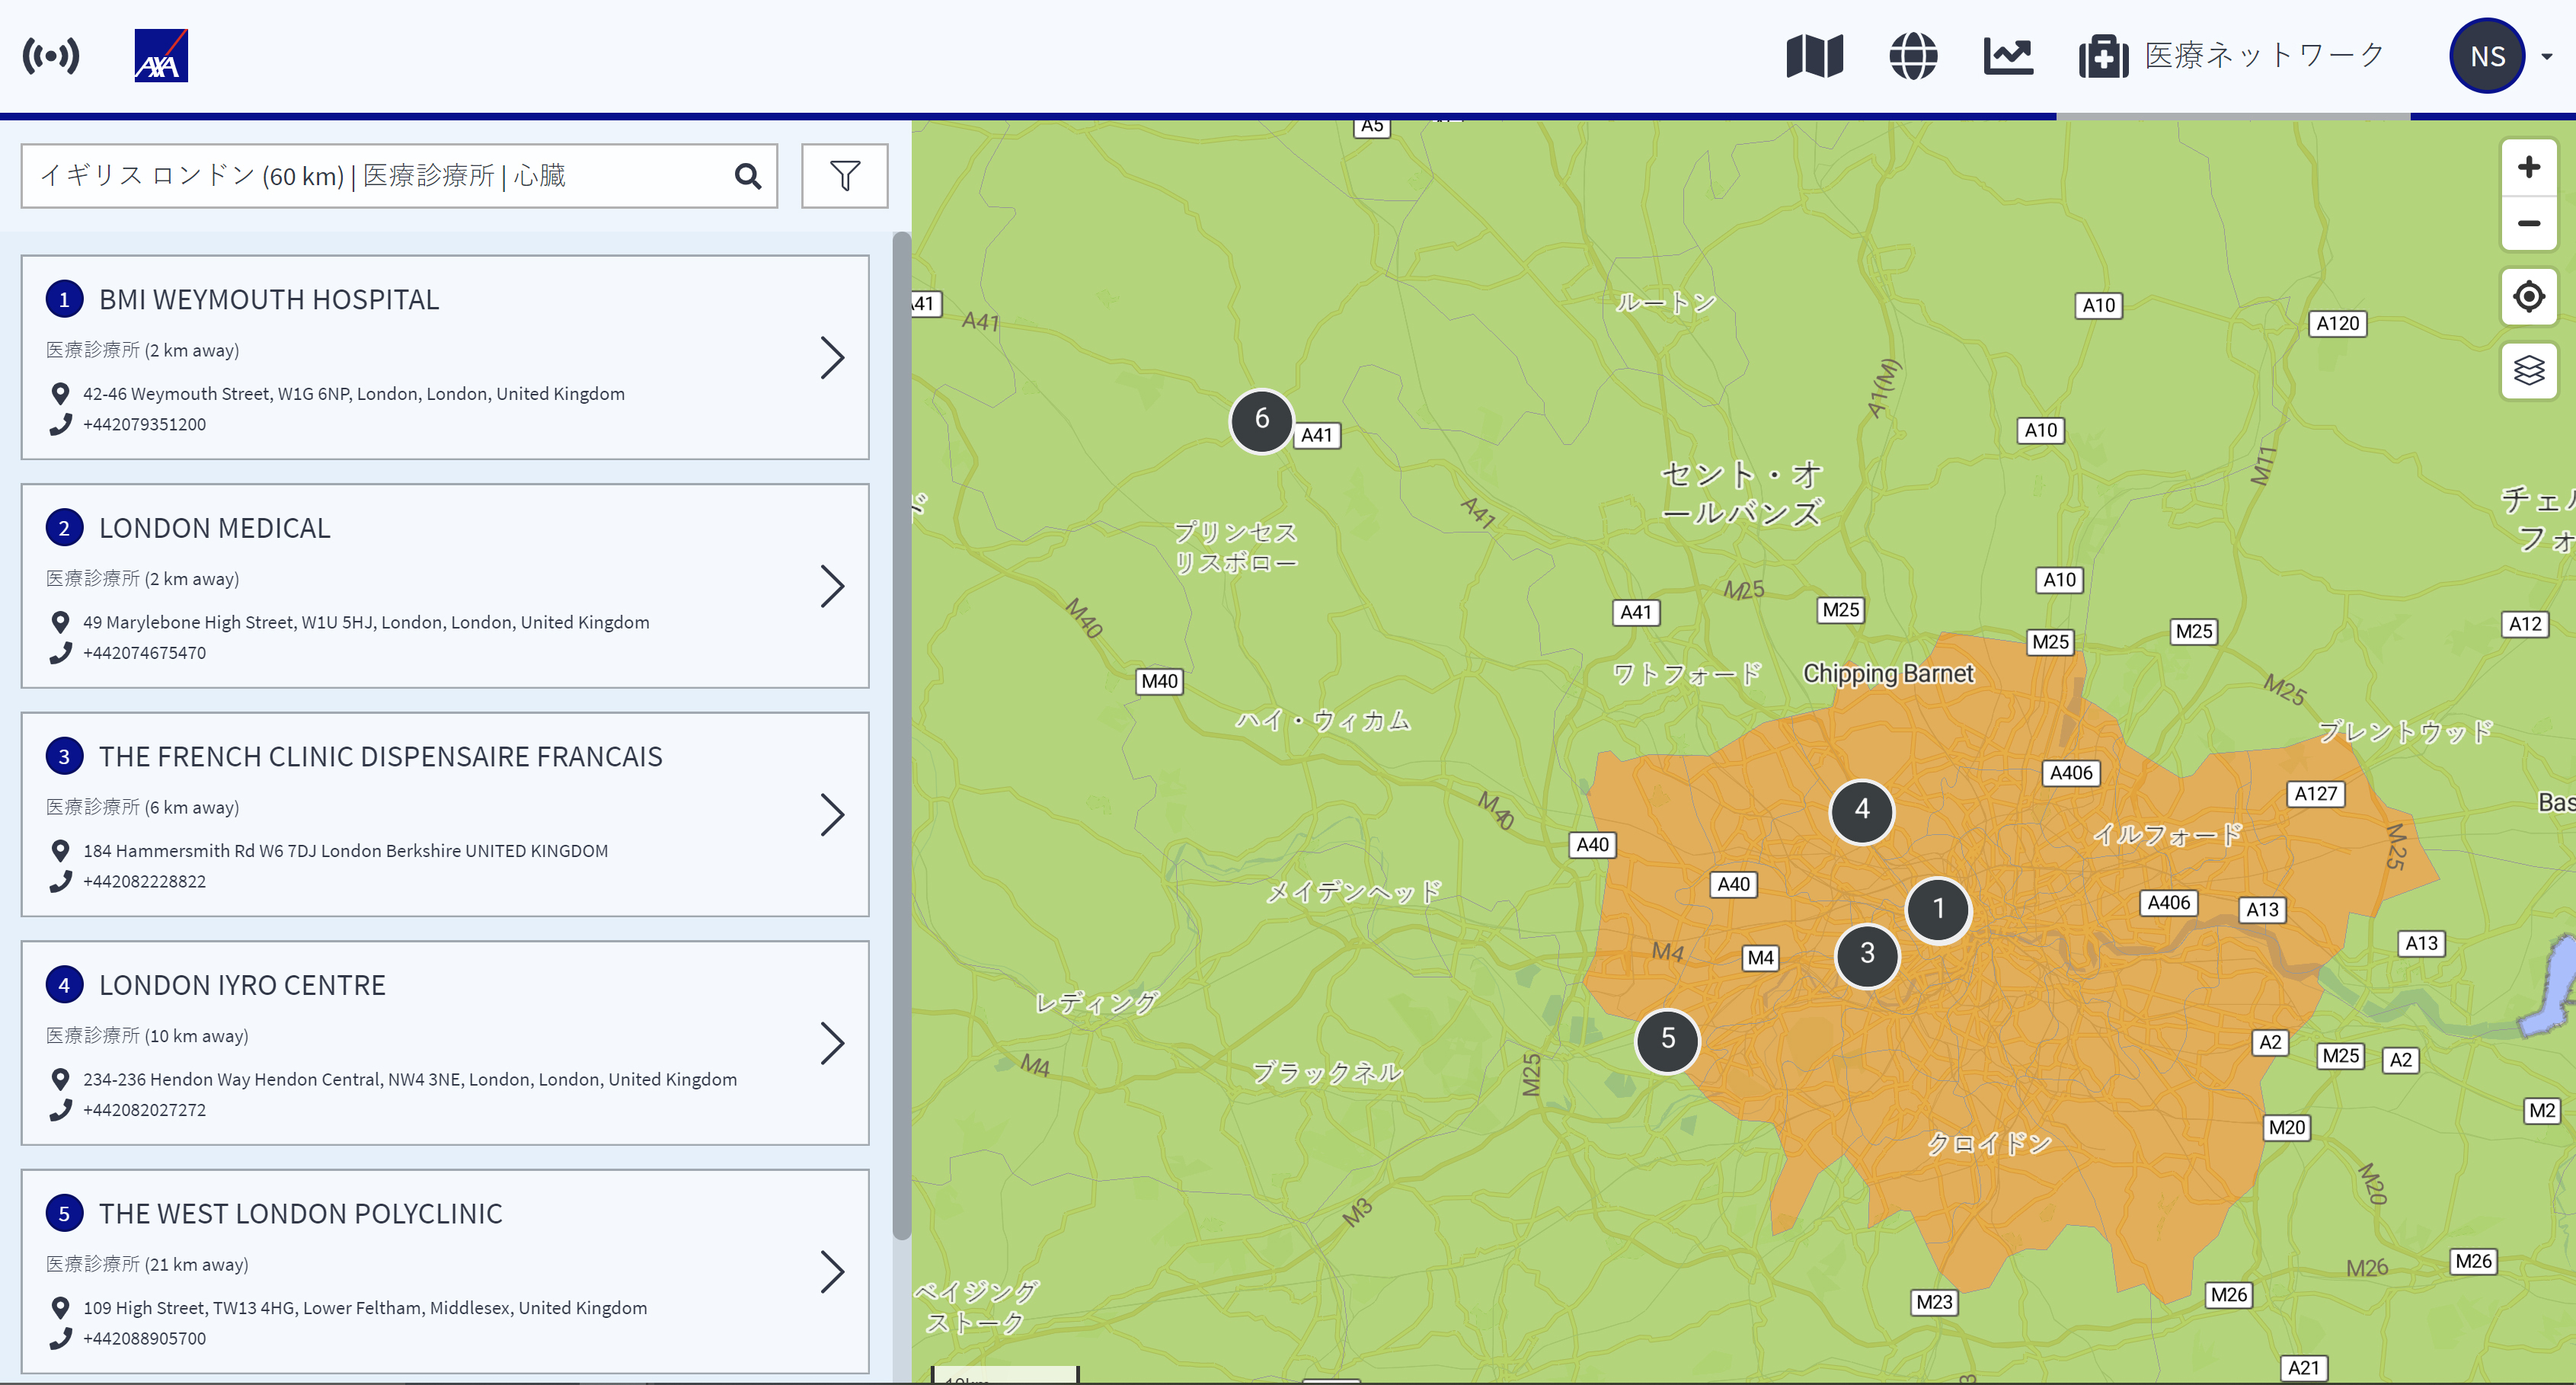 AXA
医療ネットワーク
NS
イギリス ロンドン (60 km) | 医療診療所 | 心臓
1 BMI WEYMOUTH HOSPITAL
医療診療所 (2 km away)
42-46 Weymouth Street, W1G 6NP, London, London, United Kingdom
+442079351200
2 LONDON MEDICAL
医療診療所 (2 km away)
49 Marylebone High Street, W1U 5HJ, London, London, United Kingdom
+442074675470
3 THE FRENCH CLINIC DISPENSAIRE FRANCAIS
医療診療所 (6 km away)
184 Hammersmith Rd W6 7DJ London Berkshire UNITED KINGDOM
+442082228822
4 LONDON IYRO CENTRE
医療診療所 (10 km away)
234-236 Hendon Way Hendon Central, NW4 3NE, London, London, United Kingdom
+442082027272
5 THE WEST LONDON POLYCLINIC
医療診療所 (21 km away)
109 High Street, TW13 4HG, Lower Feltham, Middlesex, United Kingdom
+442088905700
A5
A41
A41
ルートン
A10
A120
A1(M)
6
A41
A10
M11
セント・オ
ールバンズ
A41
プリンセス
リスボロー
チェル
フォ
M25
A10
M40
A41
M25
A12
M25
M25
ワトフォード
Chipping Barnet
M40
M25
ハイ・ウィカム
ブレントウッド
A406
A127
Bas
M40
4
イルフォード
A40
M25
A40
メイデンヘッド
A406
A13
1
M4
M4
3
A13
レディング
5
A2
M4
M25
A2
ブラックネル
M25
M2
M20
クロイドン
M20
M3
M26
M26
ベイジング
ストーク
M23
M26
A21